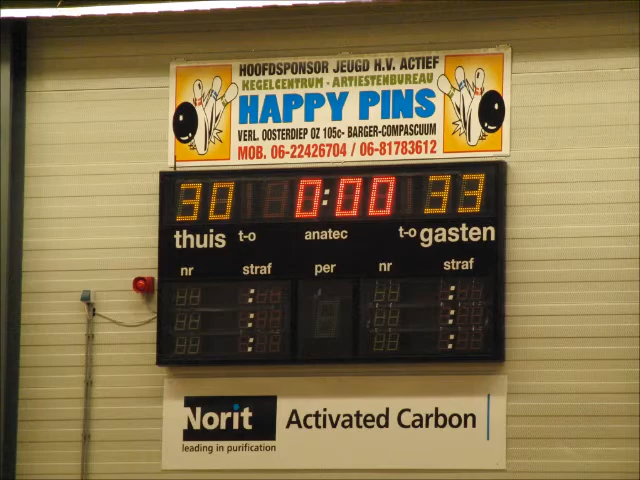 HOOFDSPONSOR JEUGD H.V. ACTIEF
KEGELCENTRUM - ARTIESTENBUREAU
HAPPY PINS
VERL. OOSTERDIEP OZ 105c- BARGER-COMPASCUUM
MOB. 06-22426704 / 06-81783612
30 0:00 33
thuis t-o anatec t-o gasten
nr straf per nr straf
Norit Activated Carbon
leading in purification